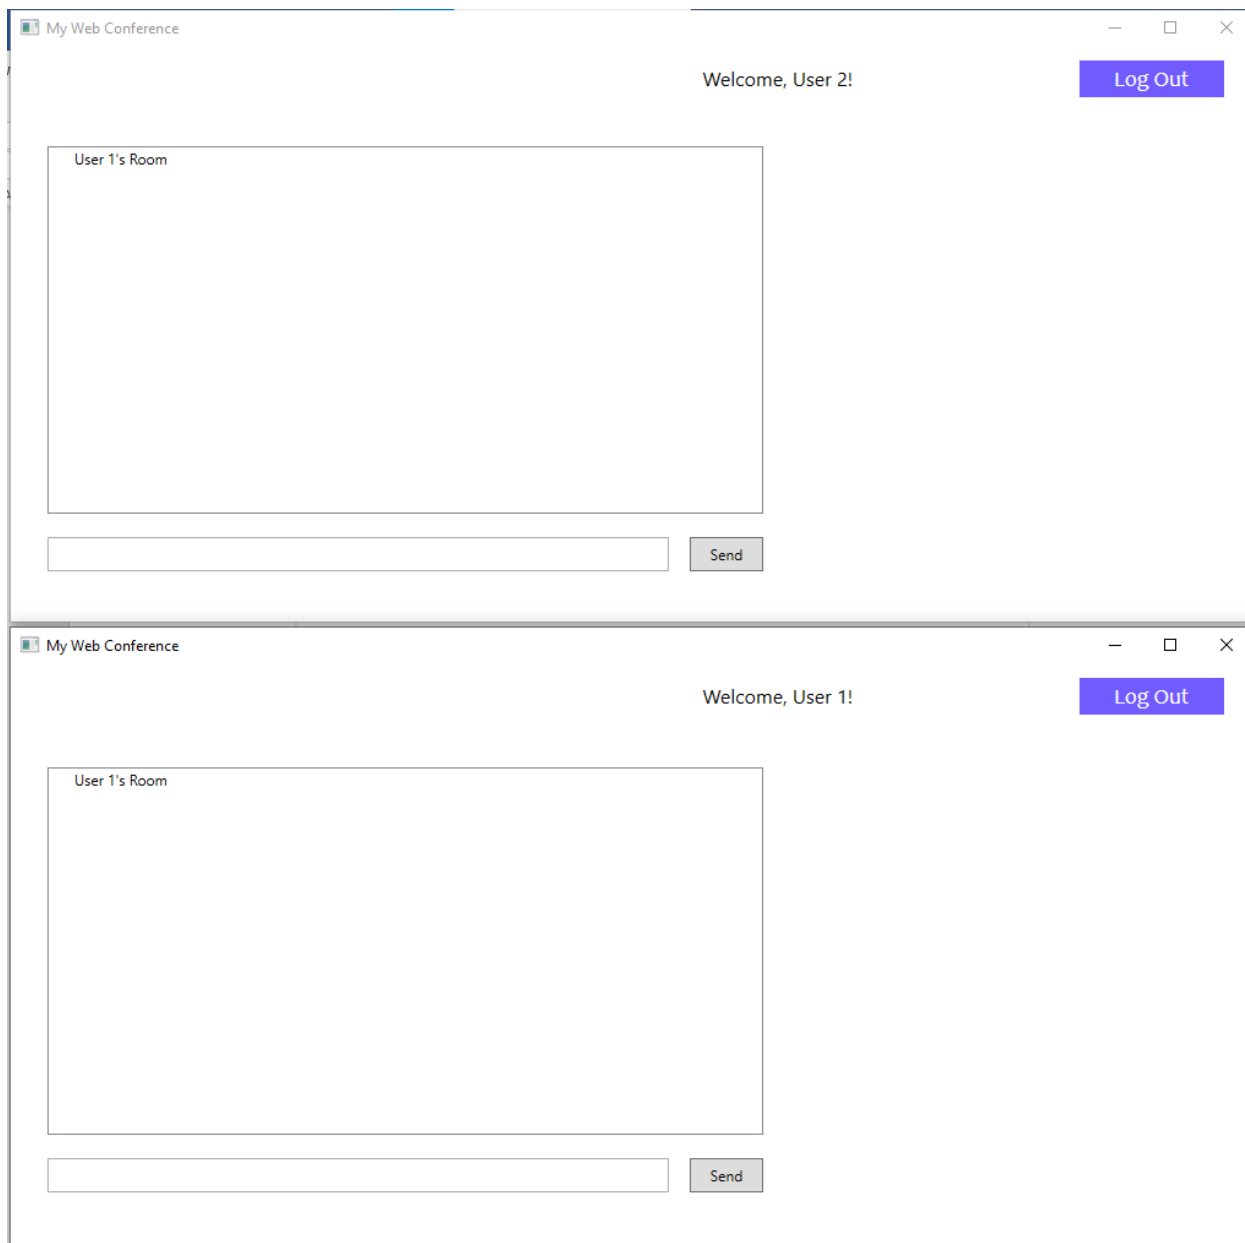 My Web Conference
Welcome, User 2!
Log Out
User 1's Room
Send
My Web Conference
Welcome, User 1!
Log Out
User 1's Room
Send